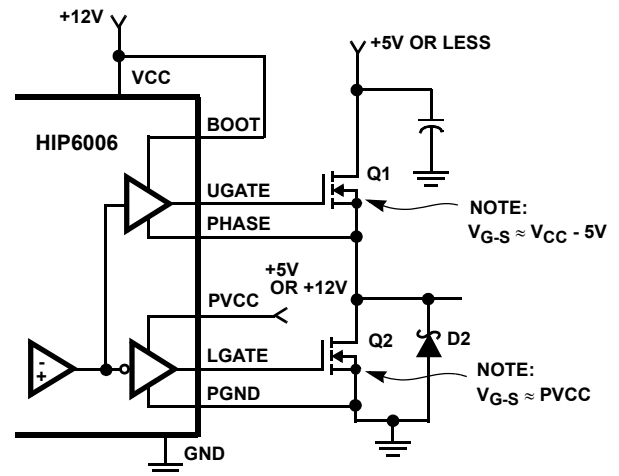 +12V
+5V OR LESS
VCC
BOOT
HIP6006
Q1
UGATE
NOTE:
VG-S ≈ VCC - 5V
PHASE
+5V
OR +12V
PVCC
Q2
D2
LGATE
NOTE:
VG-S ≈ PVCC
-
+
PGND
GND